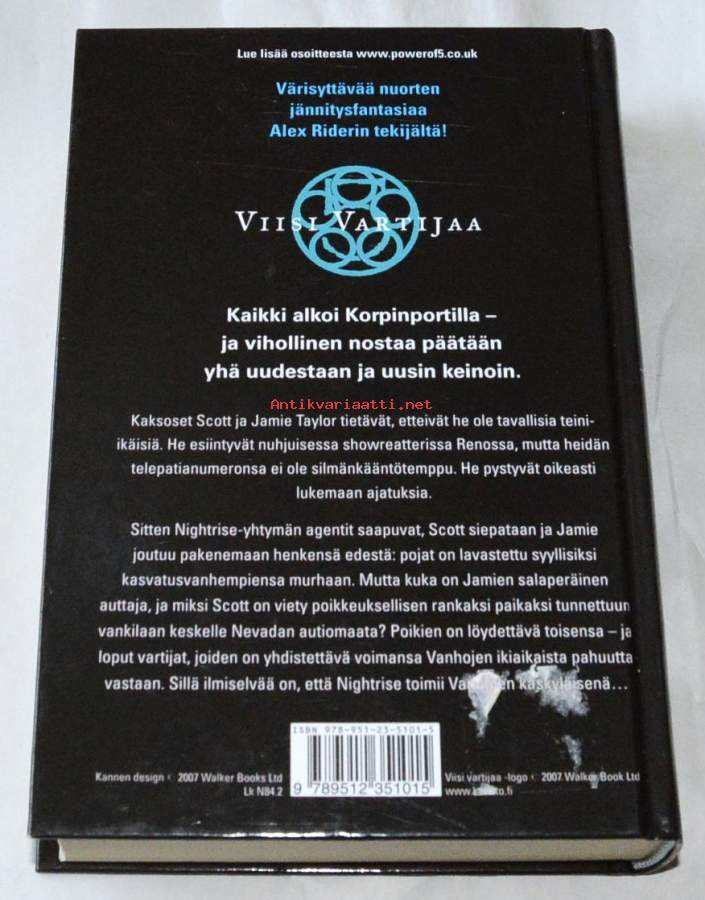 Lue lisää osoitteesta www.powerof5.co.uk
Värisyttävää nuorten
jännitysfantasiaa
Alex Riderin tekijältä!
VIISI VARTIJAA
Kaikki alkoi Korpinportilla –
ja vihollinen nostaa päätään
yhä uudestaan ja uusin keinoin.
Antikvariaatti.net
Kaksoset Scott ja Jamie Taylor tietävät, etteivät he ole tavallisia teini-
ikäisiä. He esiintyvät nuhjuisessa showreatterissa Renossa, mutta heidän
telepatianumeronsa ei ole silmänkääntötemppu. He pystyvät oikeasti
lukemaan ajatuksia.
Sitten Nightrise-yhtymän agentit saapuvat, Scott siepataan ja Jamie
joutuu pakenemaan henkensä edestä: pojat on lavastettu syyllisiksi
kasvatusvanhempiensa murhaan. Mutta kuka on Jamien salaperäinen
auttaja, ja miksi Scott on viety poikkeuksellisen rankaksi paikaksi tunnettuun
vankilaan keskelle Nevadan autiomaata? Poikien on löydettävä toisensa – ja
loput vartijat, joiden on yhdistettävä voimansa Vanhojen ikiaikaista pahuutta
vastaan. Sillä ilmiselvää on, että Nightrise toimii käskyläisenä...
ISBN 978-951-23-5101-5
Kannen design © 2007 Walker Books Ltd
Lk N84.2
9 789512 351015
Viisi vartijaa -logo © 2007 Walker Book Ltd